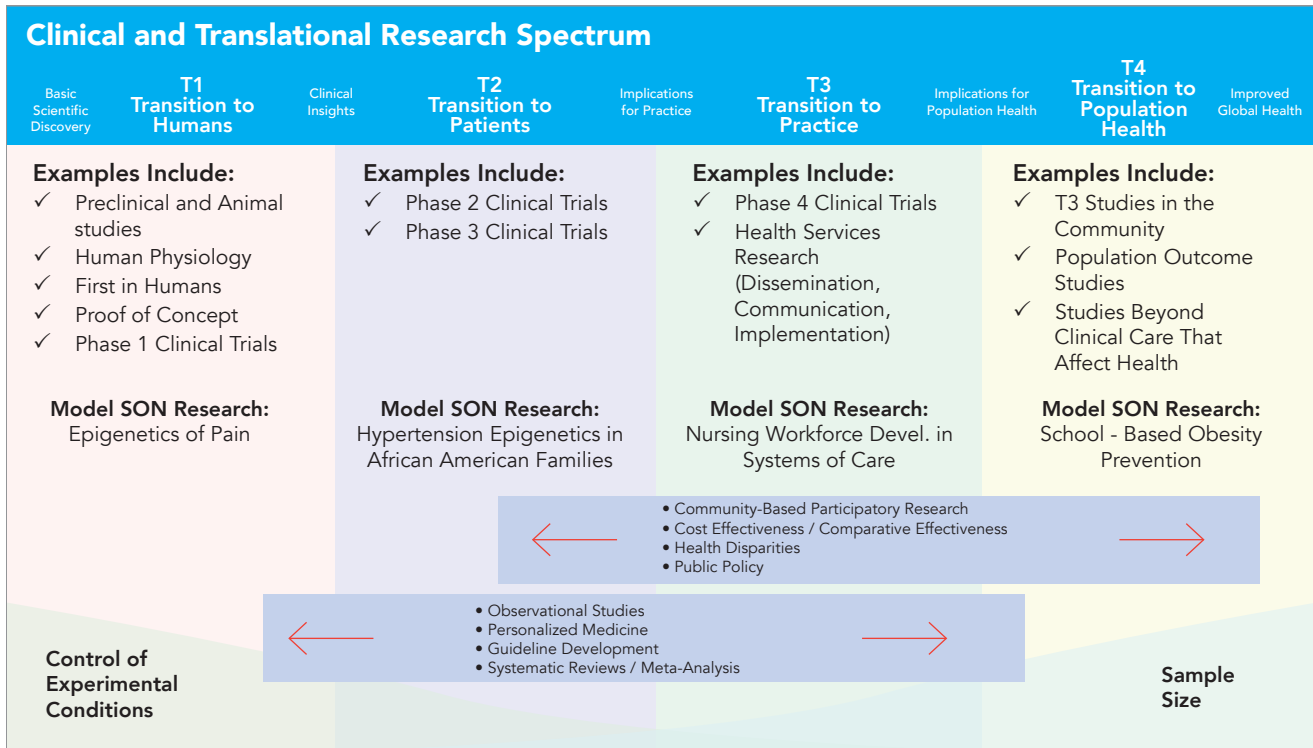 Clinical and Translational Research Spectrum
Basic
Scientific
Discovery
T1
Transition to
Humans
Clinical
Insights
T2
Transition to
Patients
Implications
for Practice
T3
Transition to
Practice
Implications for
Population Health
T4
Transition to
Population
Health
Improved
Global Health
Examples Include:
✓ Preclinical and Animal
studies
✓ Human Physiology
✓ First in Humans
✓ Proof of Concept
✓ Phase 1 Clinical Trials
Model SON Research:
Epigenetics of Pain
Examples Include:
✓ Phase 2 Clinical Trials
✓ Phase 3 Clinical Trials
Model SON Research:
Hypertension Epigenetics in
African American Families
Examples Include:
✓ Phase 4 Clinical Trials
✓ Health Services
Research
(Dissemination,
Communication,
Implementation)
Model SON Research:
Nursing Workforce Devel. in
Systems of Care
Examples Include:
✓ T3 Studies in the
Community
✓ Population Outcome
Studies
✓ Studies Beyond
Clinical Care That
Affect Health
Model SON Research:
School - Based Obesity
Prevention
• Community-Based Participatory Research
• Cost Effectiveness / Comparative Effectiveness
• Health Disparities
• Public Policy
• Observational Studies
• Personalized Medicine
• Guideline Development
• Systematic Reviews / Meta-Analysis
Control of
Experimental
Conditions
Sample
Size